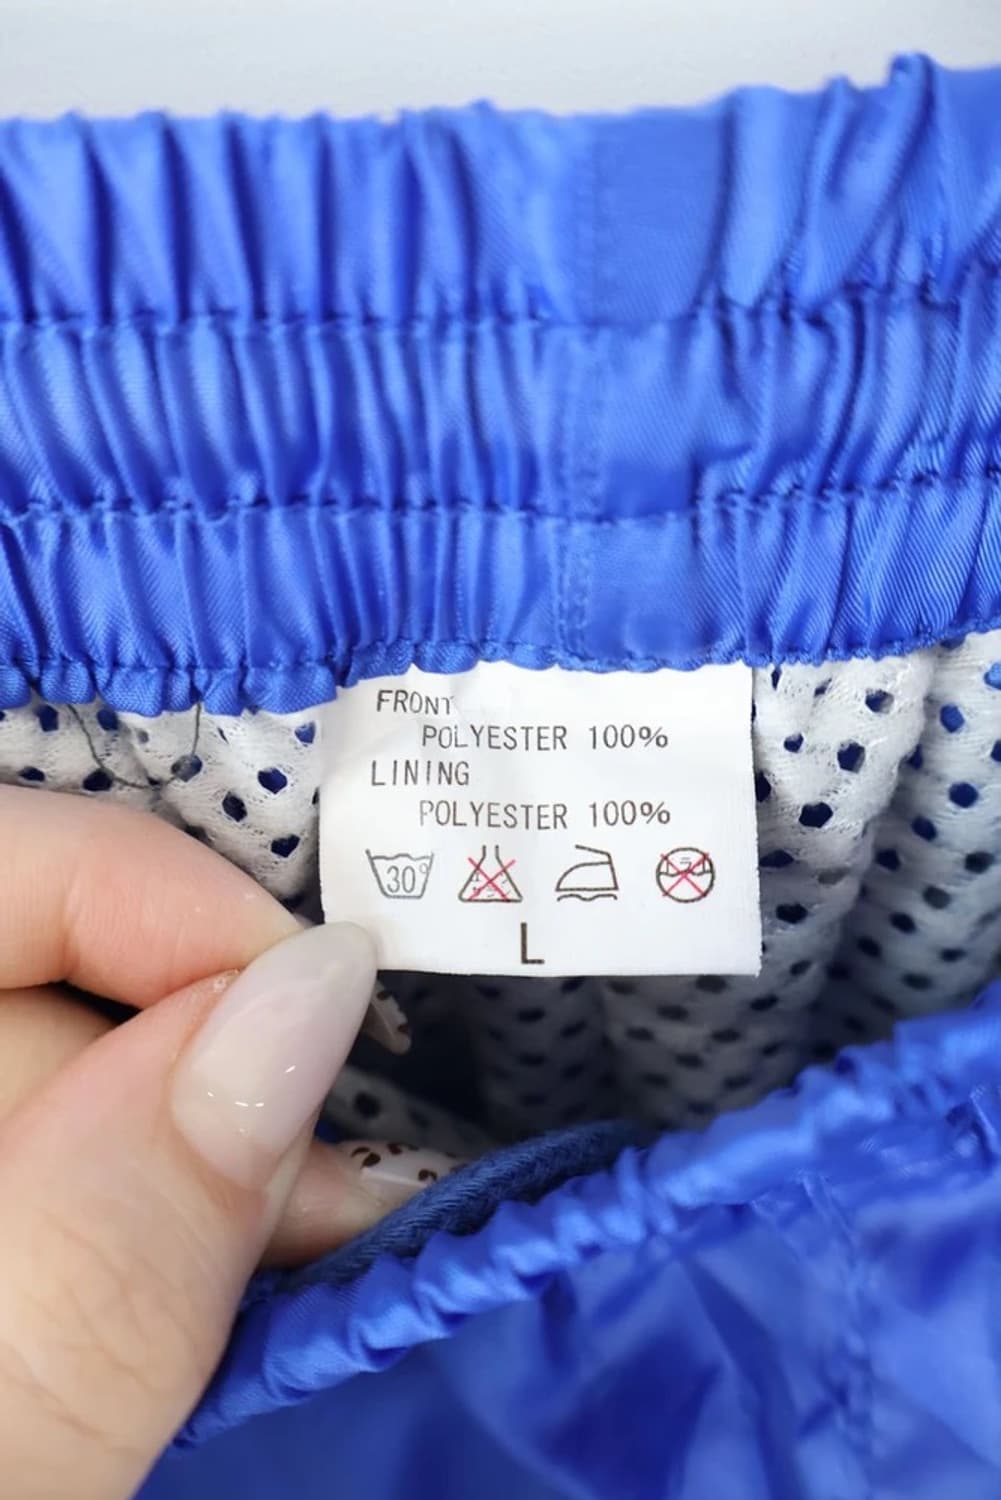 FRONT
POLYESTER 100%
LINING
POLYESTER 100%
30°
L